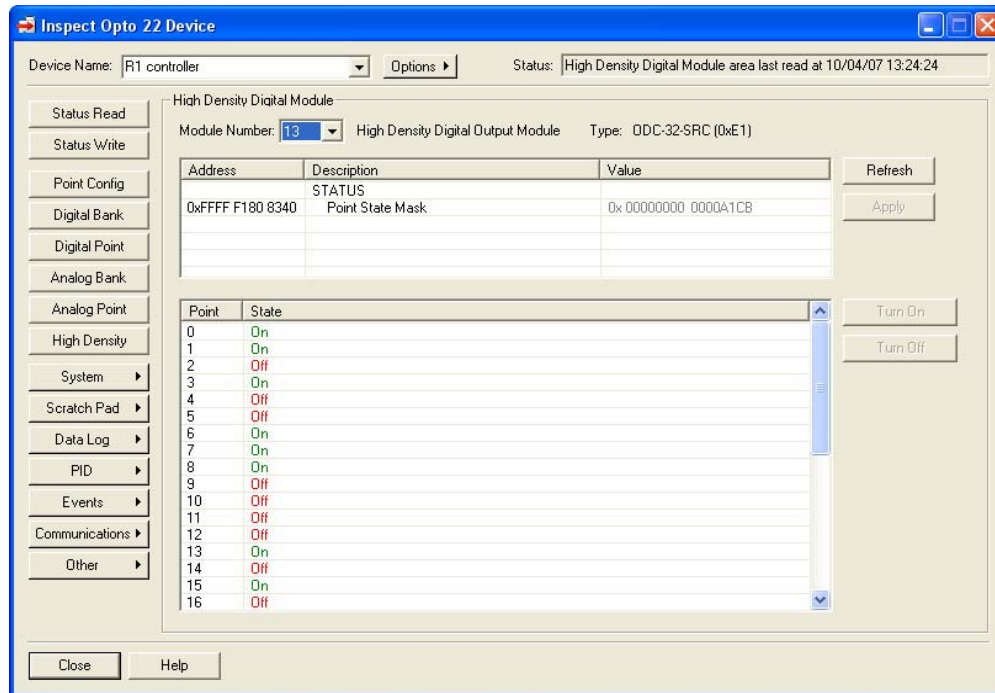 Inspect Opto 22 Device
Device Name: R1 controller Options Status: High Density Digital Module area last read at 10/04/07 13:24:24
Status Read
Status Write
Point Config
Digital Bank
Digital Point
Analog Bank
Analog Point
High Density
System
Scratch Pad
Data Log
PID
Events
Communications
Other
High Density Digital Module
Module Number: 13 High Density Digital Output Module Type: ODC-32-SRC (0xE1)
Address Description Value
STATUS
0xFFFF F180 8340 Point State Mask 0x 00000000 0000A1CB
Refresh
Apply
Point State
0 On
1 On
2 Off
3 On
4 Off
5 Off
6 On
7 On
8 On
9 Off
10 Off
11 Off
12 Off
13 On
14 Off
15 On
16 Off
Turn On
Turn Off
Close Help